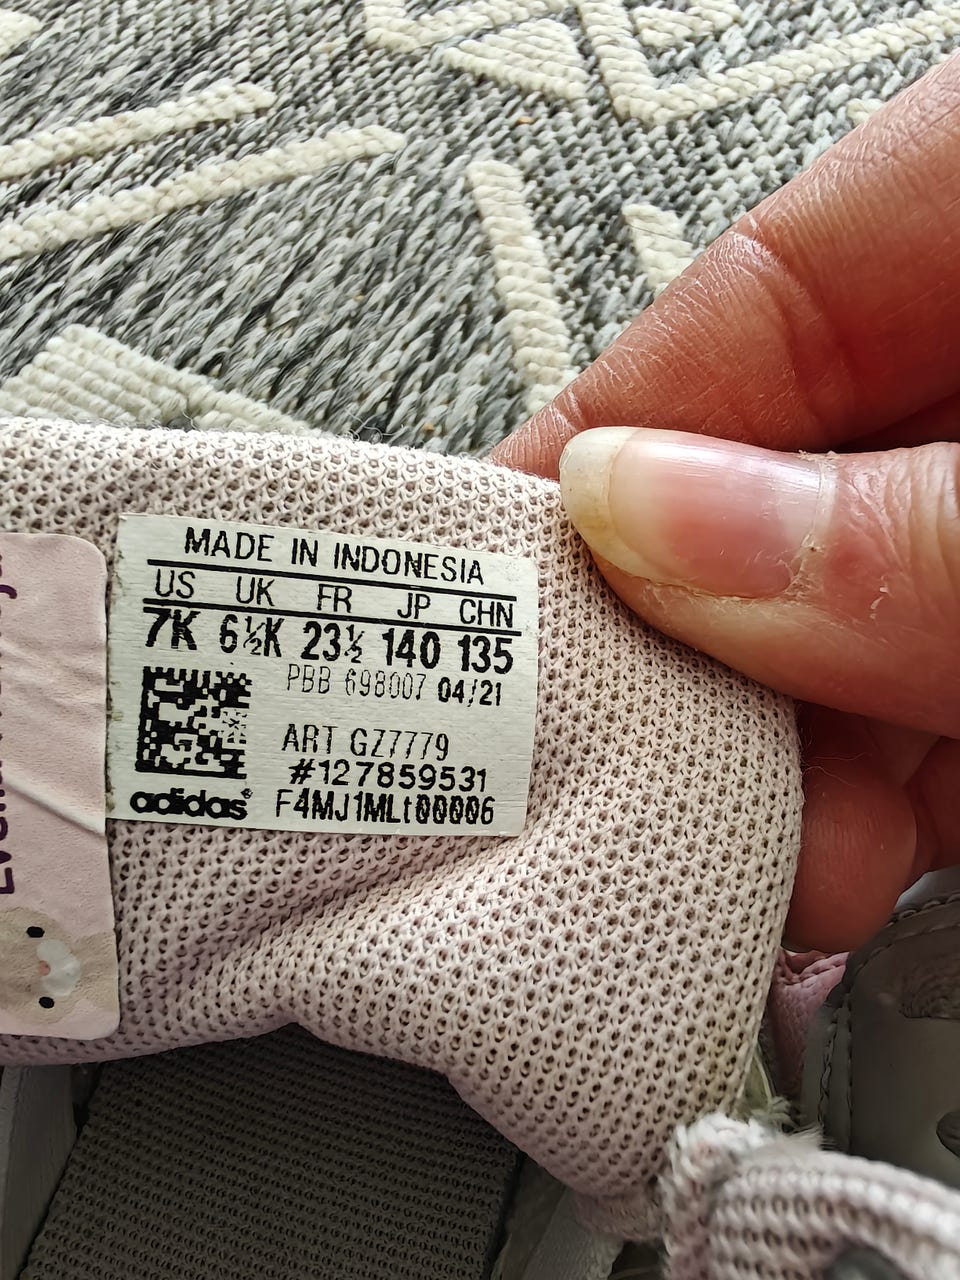 MADE IN INDONESIA
US UK FR JP CHN
7K 6½K 23½ 140 135
PBB 698007 04/21
ART GZ7779
#127859531
adidas® F4MJ1MLt00006